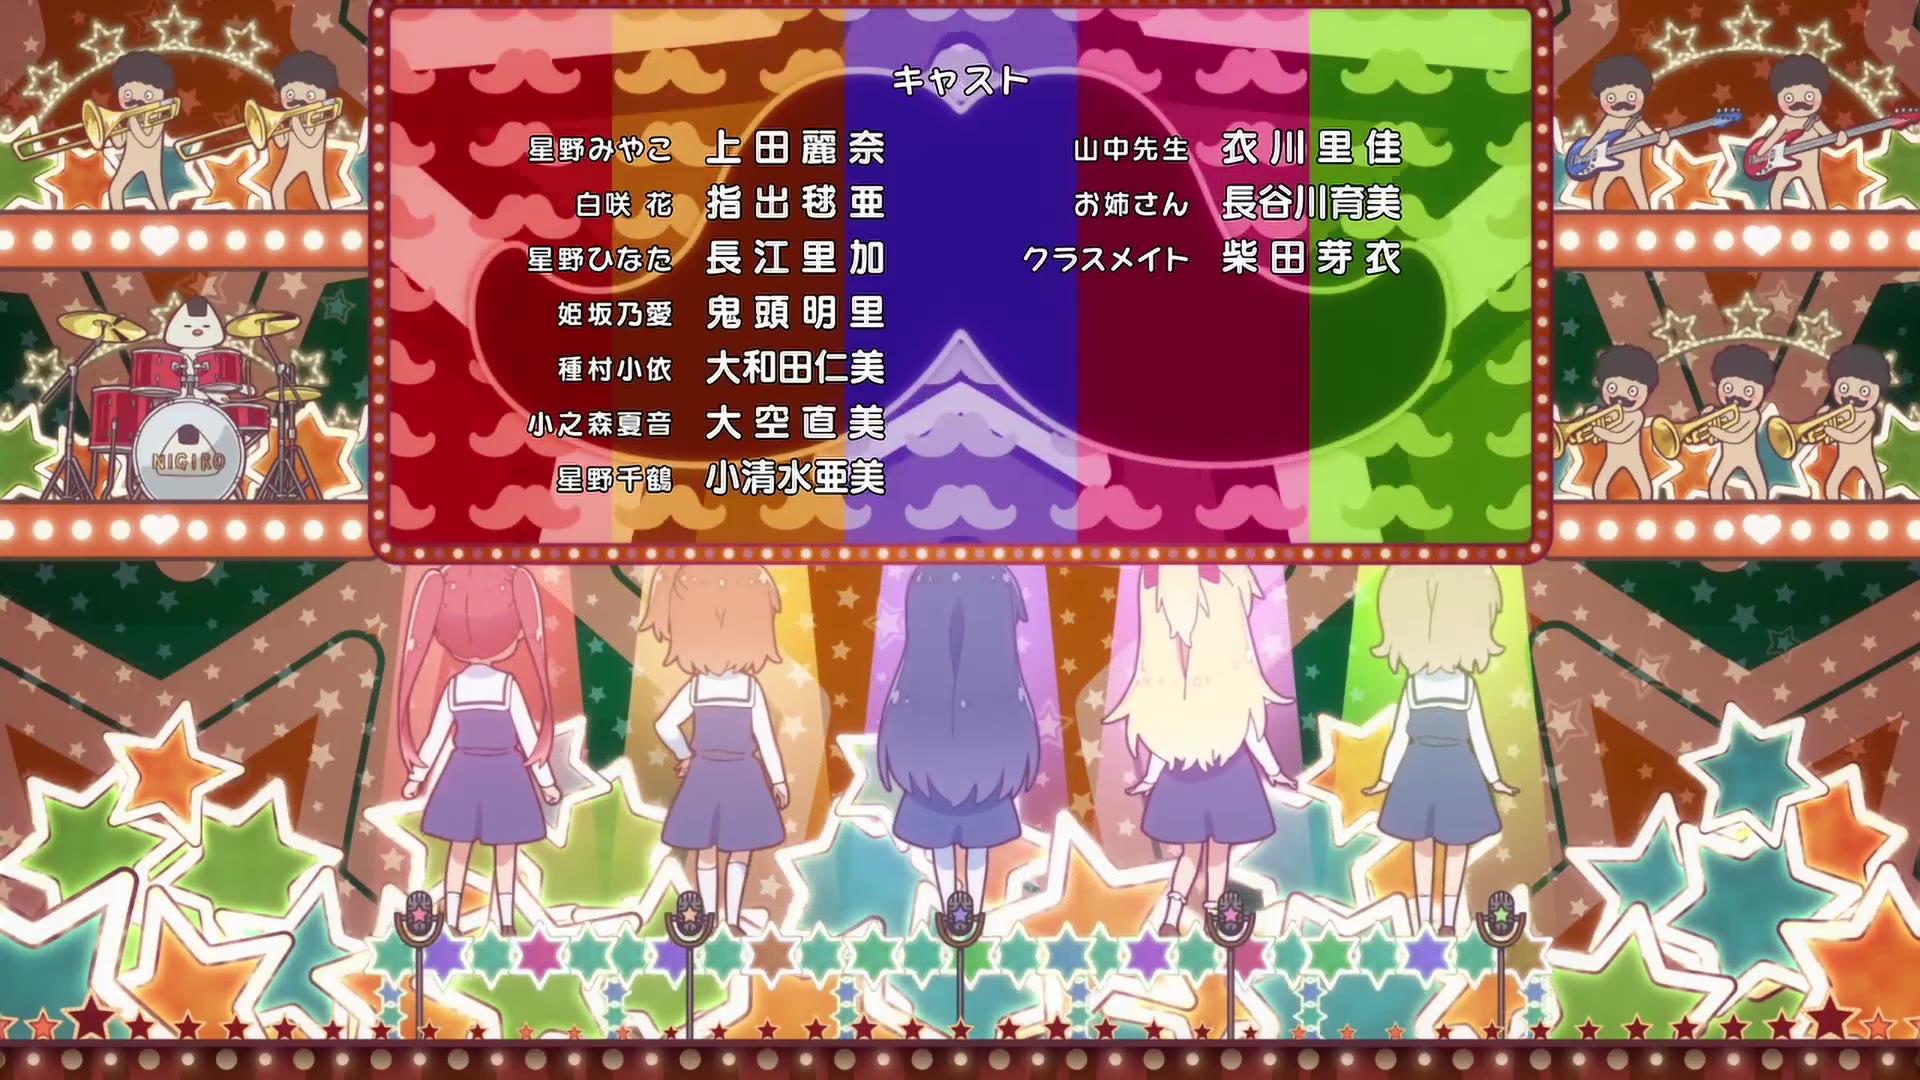 キャスト
星野みやこ 上田麗奈
白咲 花 指出毬亜
星野ひなた 長江里加
姫坂乃愛 鬼頭明里
種村小依 大和田仁美
小之森夏音 大空直美
星野千鶴 小清水亜美
山中先生 衣川里佳
お姉さん 長谷川育美
クラスメイト 柴田芽衣
NIGIRO